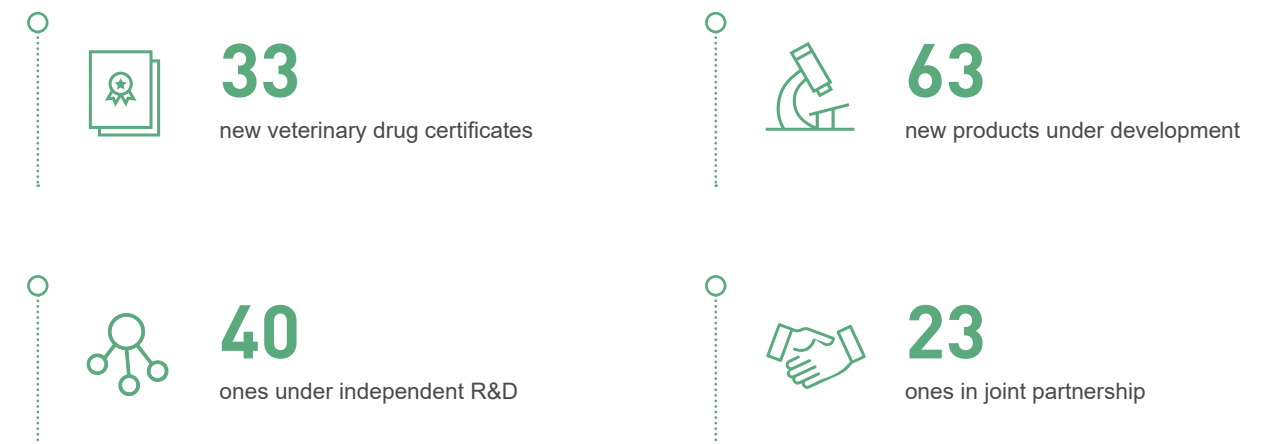 33
new veterinary drug certificates
63
new products under development
40
ones under independent R&D
23
ones in joint partnership